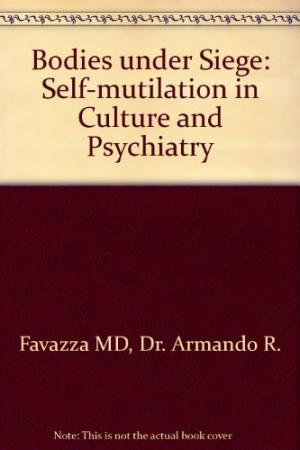 Bodies under Siege:
Self-mutilation in
Culture and
Psychiatry
Favazza MD, Dr. Armando R.
Note: This is not the actual book cover